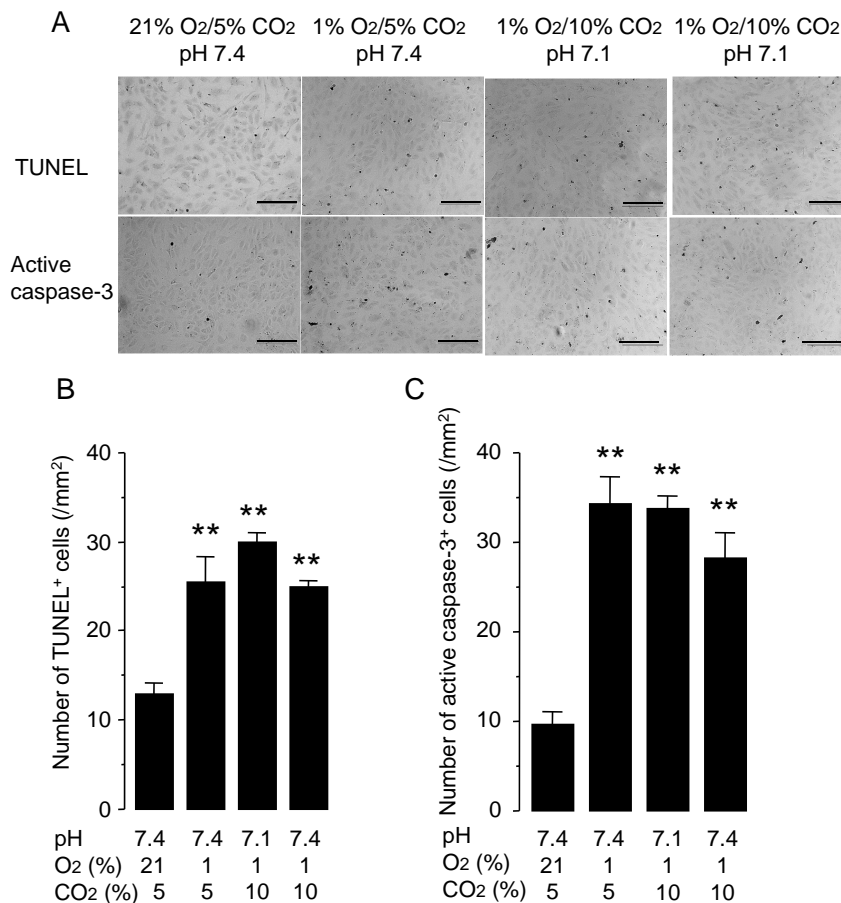 A
21% O2/5% CO2 1% O2/5% CO2 1% O2/10% CO2 1% O2/10% CO2
pH 7.4 pH 7.4 pH 7.1 pH 7.1
TUNEL
Active
caspase-3
B
Number of TUNEL+ cells (/mm2)
40
30
20
10
0
**
**
**
pH 7.4 7.4 7.1 7.4
O2 (%) 21 1 1 1
CO2 (%) 5 5 10 10
C
Number of active caspase-3+ cells (/mm2)
40
30
20
10
0
**
**
**
7.4 7.4 7.1 7.4
pH
O2 (%) 21 1 1 1
CO2 (%) 5 5 10 10